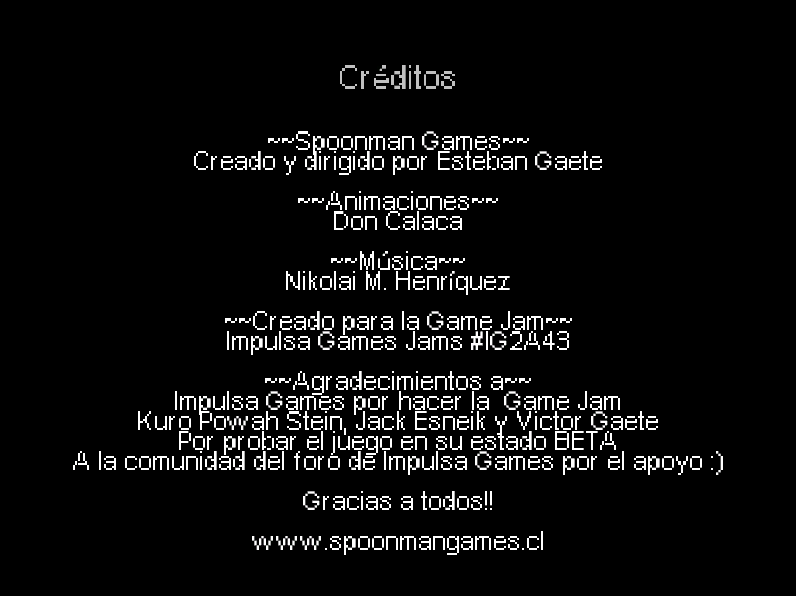 Créditos
~~Spoonman Games~~
Creado y dirigido por Esteban Gaete
~~Animaciones~~
Don Calaca
~~Música~~
Nikolai M. Henríquez
~~Creado para la Game Jam~~
Impulsa Games Jams #IG2A43
~~Agradecimientos a~~
Impulsa Games por hacer la  Game Jam
Kuro Powah Stein, Jack Esneik y Victor Gaete
Por probar el juego en su estado BETA
A la comunidad del foro de Impulsa Games por el apoyo :)
Gracias a todos!!
www.spoonmangames.cl